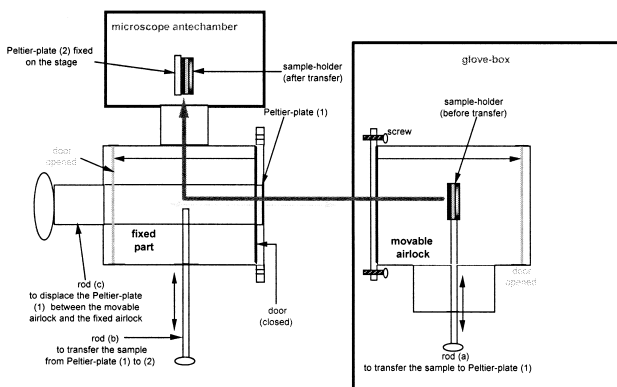 microscope antechamber
Peltier-plate (2) fixed
on the stage
sample-holder
(after transfer)
Peltier-plate (1)
glove-box
sample-holder
(before transfer)
screw
door
opened
fixed
part
movable
airlock
door
opened
rod (c)
to displace the Peltier-plate
(1) between the movable
airlock and the fixed airlock
door
(closed)
rod (b)
to transfer the sample
from Peltier-plate (1) to (2)
rod (a)
to transfer the sample to Peltier-plate (1)